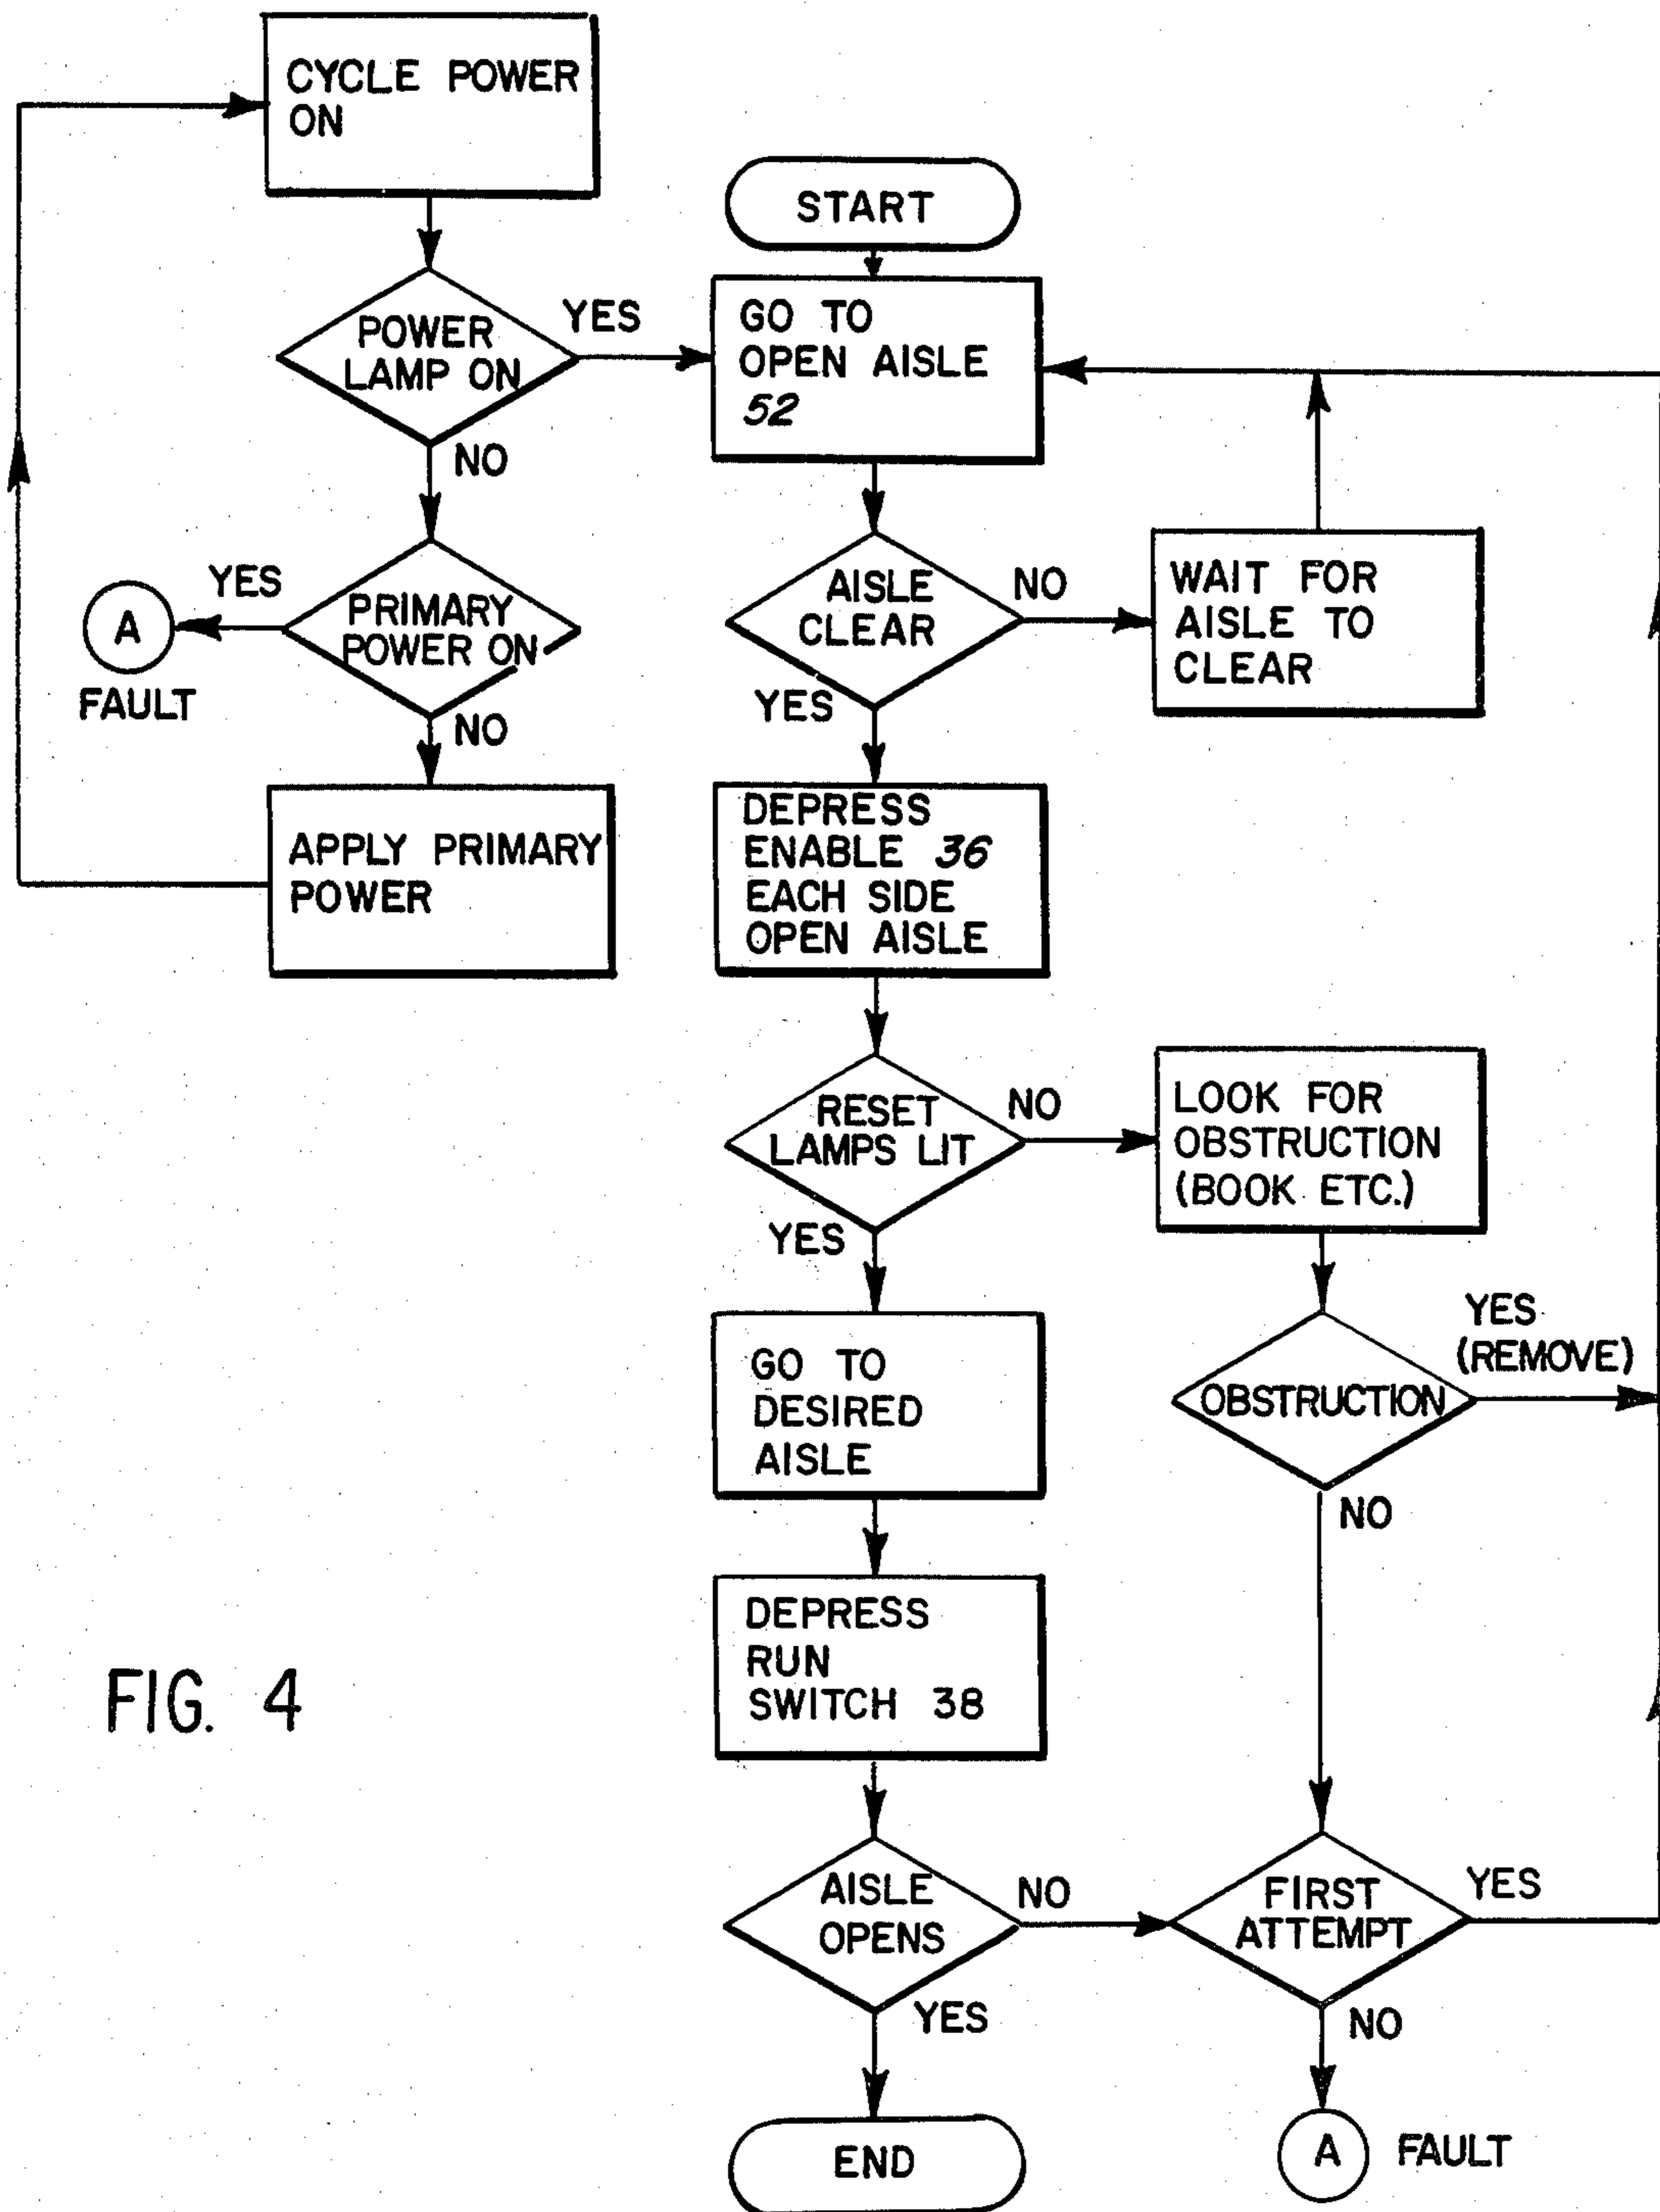 CYCLE POWER
ON
START
POWER
LAMP ON
YES
NO
GO TO
OPEN AISLE
52
PRIMARY
POWER ON
YES
A
FAULT
NO
AISLE
CLEAR
NO
YES
WAIT FOR
AISLE TO
CLEAR
APPLY PRIMARY
POWER
DEPRESS
ENABLE 36
EACH SIDE
OPEN AISLE
RESET
LAMPS LIT
NO
YES
LOOK FOR
OBSTRUCTION
(BOOK ETC.)
GO TO
DESIRED
AISLE
OBSTRUCTION
YES
(REMOVE)
NO
DEPRESS
RUN
SWITCH 38
FIG. 4
AISLE
OPENS
NO
YES
FIRST
ATTEMPT
YES
NO
END
A
FAULT